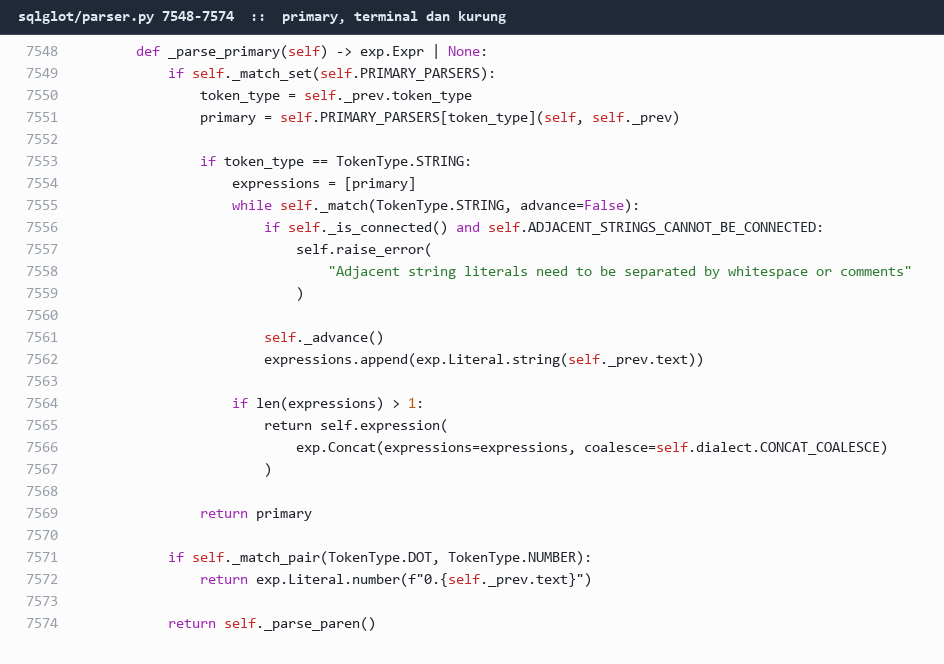 sqlglot/parser.py 7548-7574  ::  primary, terminal dan kurung
7548        def _parse_primary(self) -> exp.Expr | None:
7549            if self._match_set(self.PRIMARY_PARSERS):
7550                token_type = self._prev.token_type
7551                primary = self.PRIMARY_PARSERS[token_type](self, self._prev)
7552
7553                if token_type == TokenType.STRING:
7554                    expressions = [primary]
7555                    while self._match(TokenType.STRING, advance=False):
7556                        if self._is_connected() and self.ADJACENT_STRINGS_CANNOT_BE_CONNECTED:
7557                            self.raise_error(
7558                                "Adjacent string literals need to be separated by whitespace or comments"
7559                            )
7560
7561                        self._advance()
7562                        expressions.append(exp.Literal.string(self._prev.text))
7563
7564                    if len(expressions) > 1:
7565                        return self.expression(
7566                            exp.Concat(expressions=expressions, coalesce=self.dialect.CONCAT_COALESCE)
7567                        )
7568
7569                return primary
7570
7571            if self._match_pair(TokenType.DOT, TokenType.NUMBER):
7572                return exp.Literal.number(f"0.{self._prev.text}")
7573
7574            return self._parse_paren()